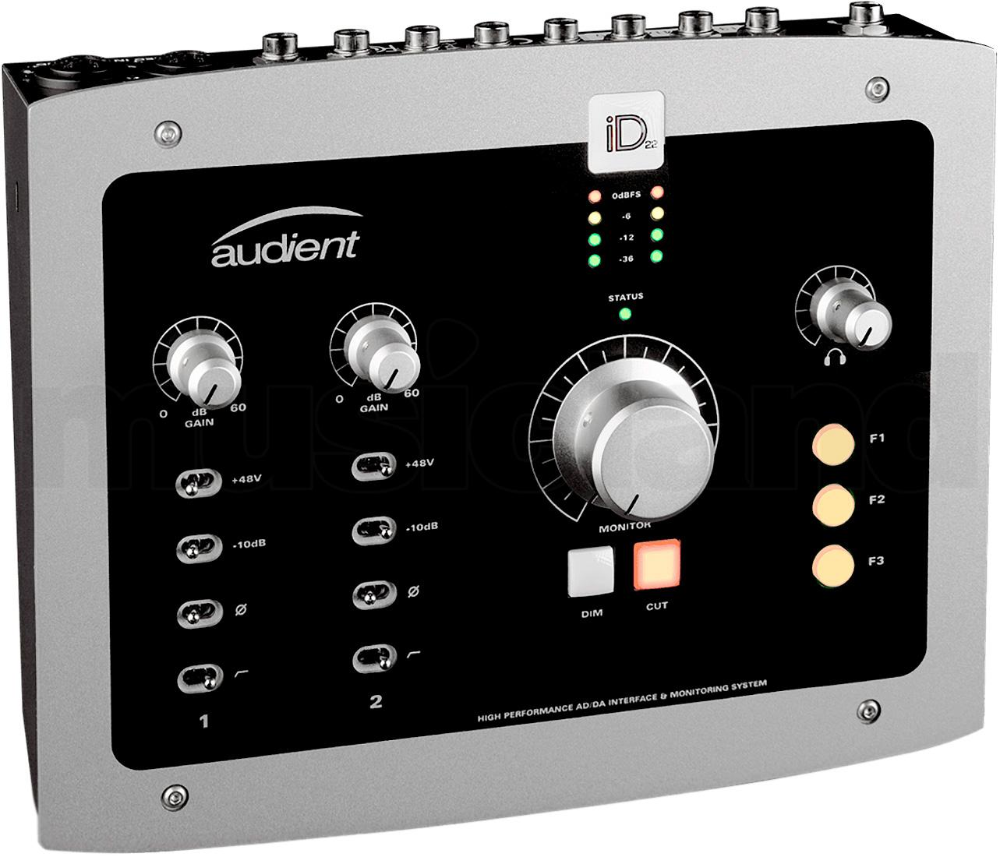 iD22
0dBFS
-6
-12
-36
audient
STATUS
0 dB 60
GAIN
0 dB 60
GAIN
+48V
-10dB
Ø
1
+48V
-10dB
Ø
2
MONITOR
DIM
CUT
F1
F2
F3
HIGH PERFORMANCE AD/DA INTERFACE & MONITORING SYSTEM
musicland